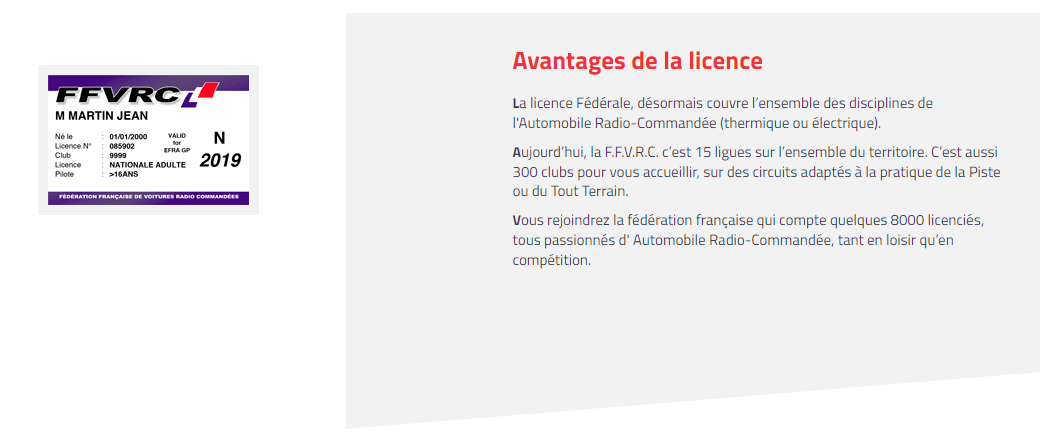 FFVRC
M MARTIN JEAN
Né le : 01/01/2000
Licence N° : 085902
Club : 9999
Licence : NATIONALE ADULTE
Pilote : >16ANS
VALID
for
EFRA GP
N
2019
FÉDÉRATION FRANÇAISE DE VOITURES RADIO COMMANDÉES
Avantages de la licence
La licence Fédérale, désormais couvre l’ensemble des disciplines de
l'Automobile Radio-Commandée (thermique ou électrique).
Aujourd’hui, la F.F.V.R.C. c’est 15 ligues sur l’ensemble du territoire. C’est aussi
300 clubs pour vous accueillir, sur des circuits adaptés à la pratique de la Piste
ou du Tout Terrain.
Vous rejoindrez la fédération française qui compte quelques 8000 licenciés,
tous passionnés d' Automobile Radio-Commandée, tant en loisir qu’en
compétition.